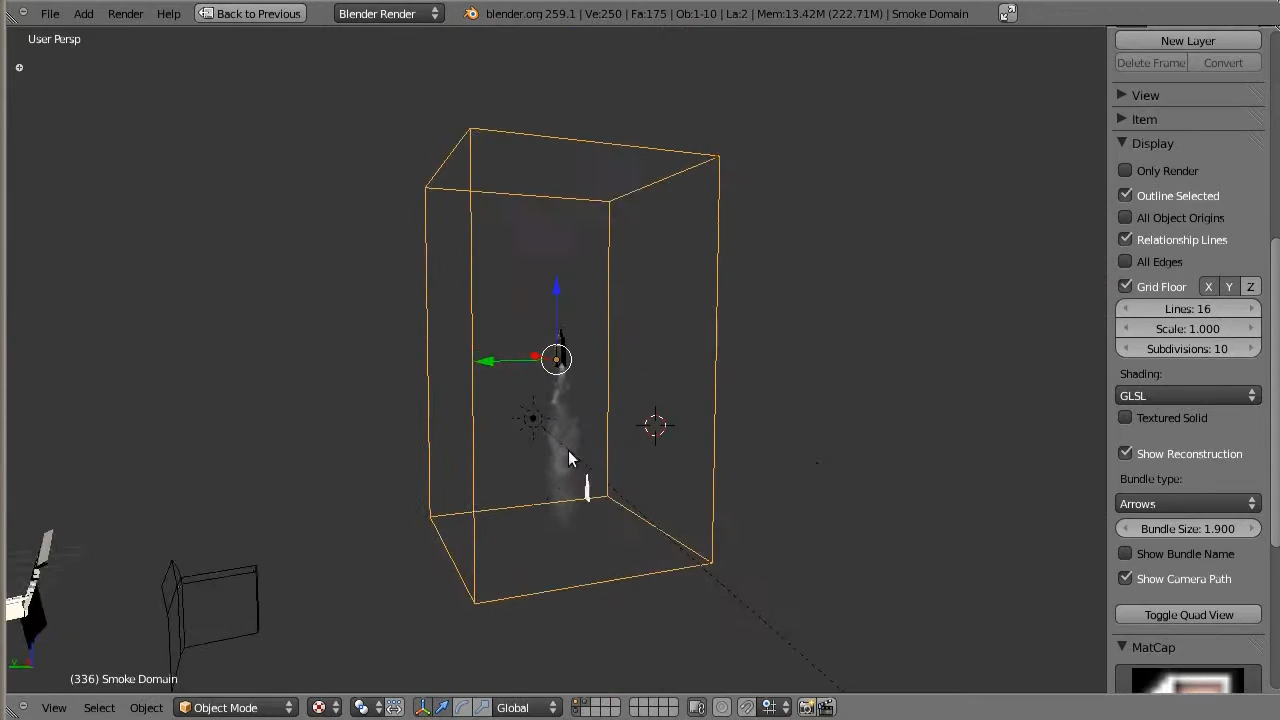 File Add Render Help Back to Previous Blender Render blender.org 259.1 | Ve:250 | Fa:175 | Ob:1-10 | La:2 | Mem:13.42M (222.71M) | Smoke Domain
User Persp
New Layer
Delete Frame Convert
View
Item
Display
Only Render
Outline Selected
All Object Origins
Relationship Lines
All Edges
Grid Floor X Y Z
Lines: 16
Scale: 1.000
Subdivisions: 10
Shading:
GLSL
Textured Solid
Show Reconstruction
Bundle type:
Arrows
Bundle Size: 1.900
Show Bundle Name
Show Camera Path
Toggle Quad View
MatCap
(336) Smoke Domain
View Select Object Object Mode Global